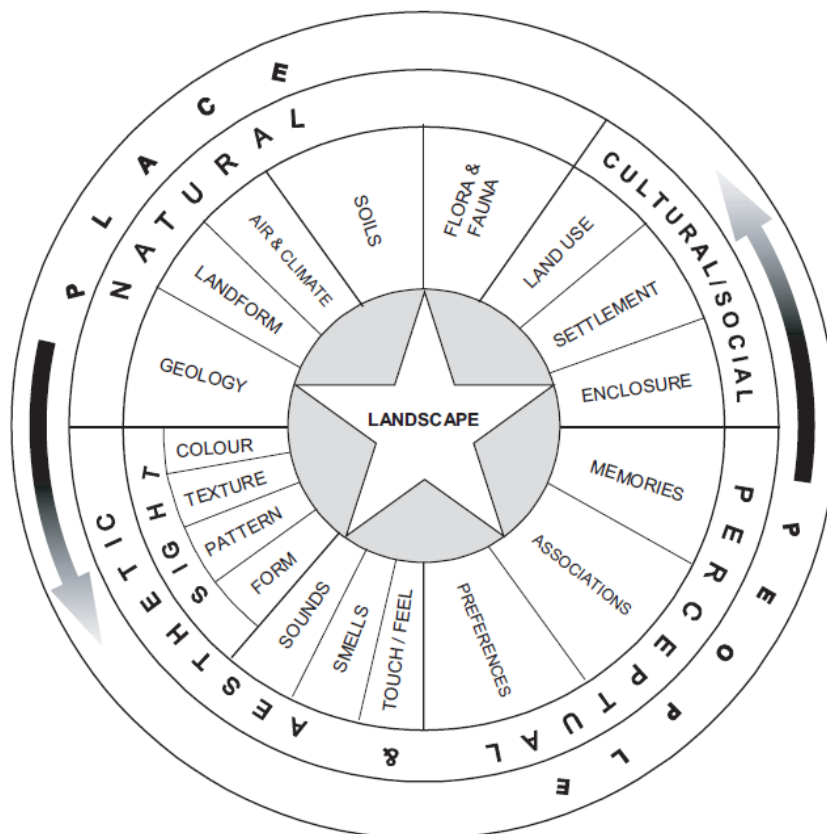 PLACE
NATURAL
CULTURAL/SOCIAL
GEOLOGY
LANDFORM
AIR & CLIMATE
SOILS
FLORA &
FAUNA
LAND USE
SETTLEMENT
ENCLOSURE
LANDSCAPE
COLOUR
TEXTURE
PATTERN
FORM
SIGHT
SOUNDS
SMELLS
TOUCH / FEEL
PREFERENCES
ASSOCIATIONS
MEMORIES
AESTHETIC & PERCEPTUAL
PEOPLE